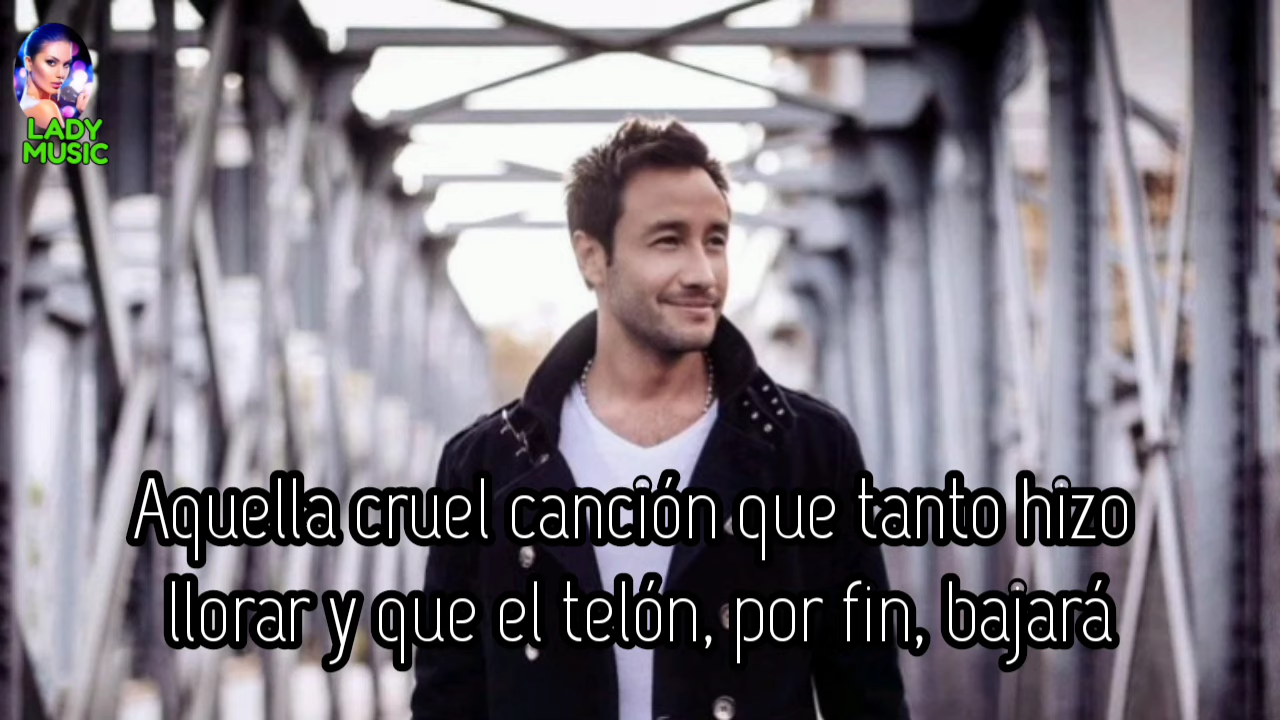 LADY
MUSIC
Aquella cruel canción que tanto hizo
llorar y que el telón, por fin, bajará